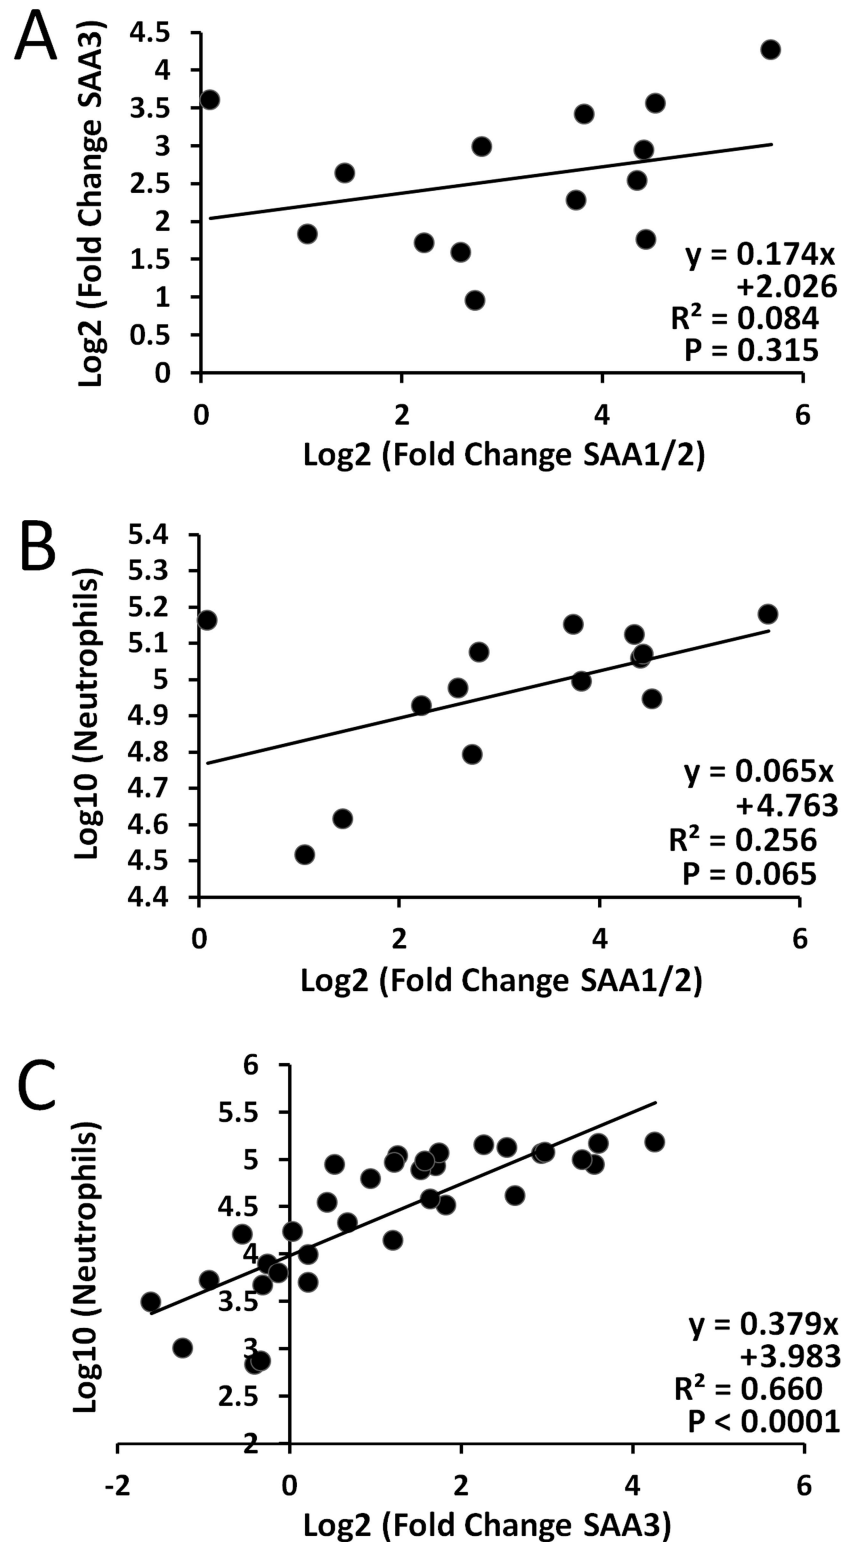 A
Log2 (Fold Change SAA3)
4.5
4
3.5
3
2.5
2
1.5
1
0.5
0
y = 0.174x
+2.026
R² = 0.084
P = 0.315
0 2 4 6
Log2 (Fold Change SAA1/2)
B
Log10 (Neutrophils)
5.4
5.3
5.2
5.1
5
4.9
4.8
4.7
4.6
4.5
4.4
y = 0.065x
+4.763
R² = 0.256
P = 0.065
0 2 4 6
Log2 (Fold Change SAA1/2)
C
Log10 (Neutrophils)
6
5.5
5
4.5
4
3.5
3
2.5
2
y = 0.379x
+3.983
R² = 0.660
P < 0.0001
-2 0 2 4 6
Log2 (Fold Change SAA3)